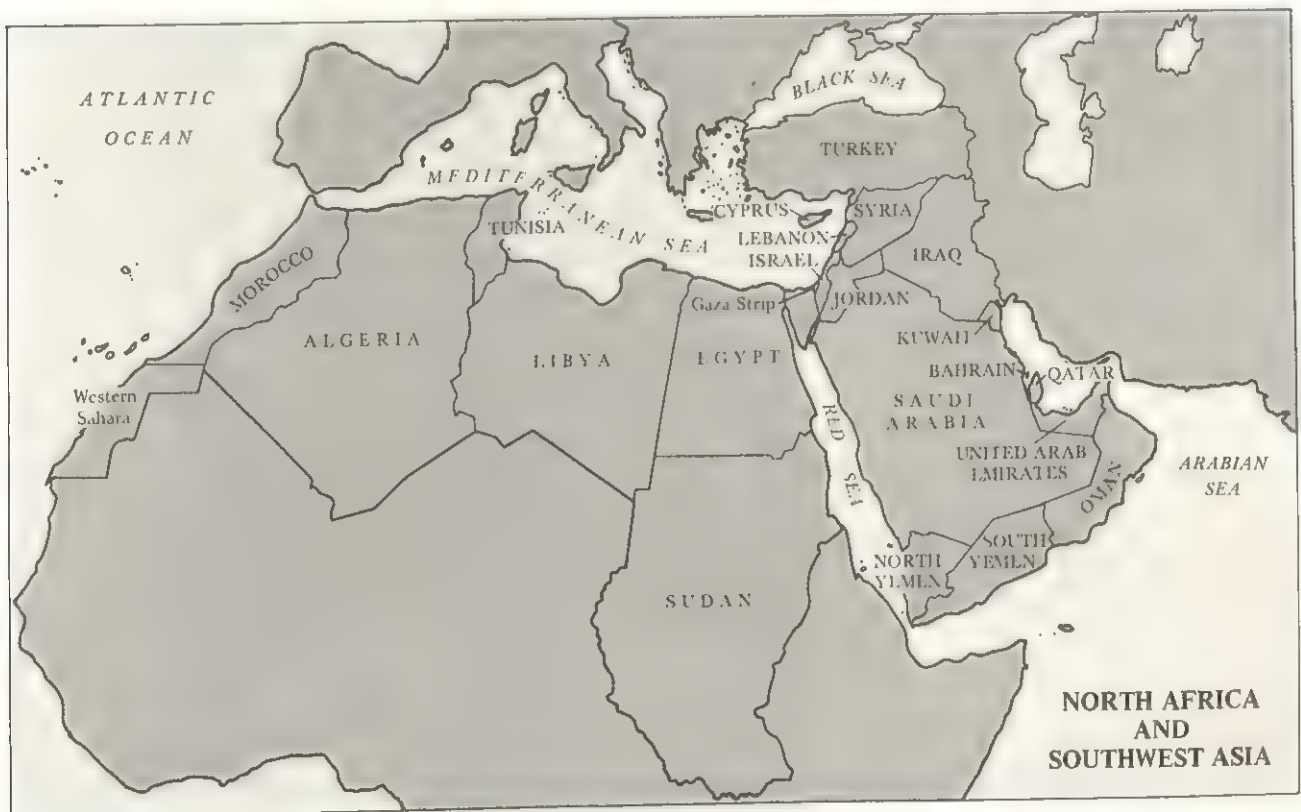 ATLANTIC
OCEAN
BLACK SEA
TURKEY
MEDITERRANEAN SEA
CYPRUS
SYRIA
TUNISIA
LEBANON
ISRAEL
IRAQ
MOROCCO
Gaza Strip
JORDAN
ALGERIA
LIBYA
EGYPT
KUWAIT
BAHRAIN
QATAR
Western
Sahara
SAUDI
ARABIA
RED
SEA
UNITED ARAB
EMIRATES
ARABIAN
SEA
OMAN
SOUTH
YEMEN
NORTH
YEMEN
SUDAN
NORTH AFRICA
AND
SOUTHWEST ASIA